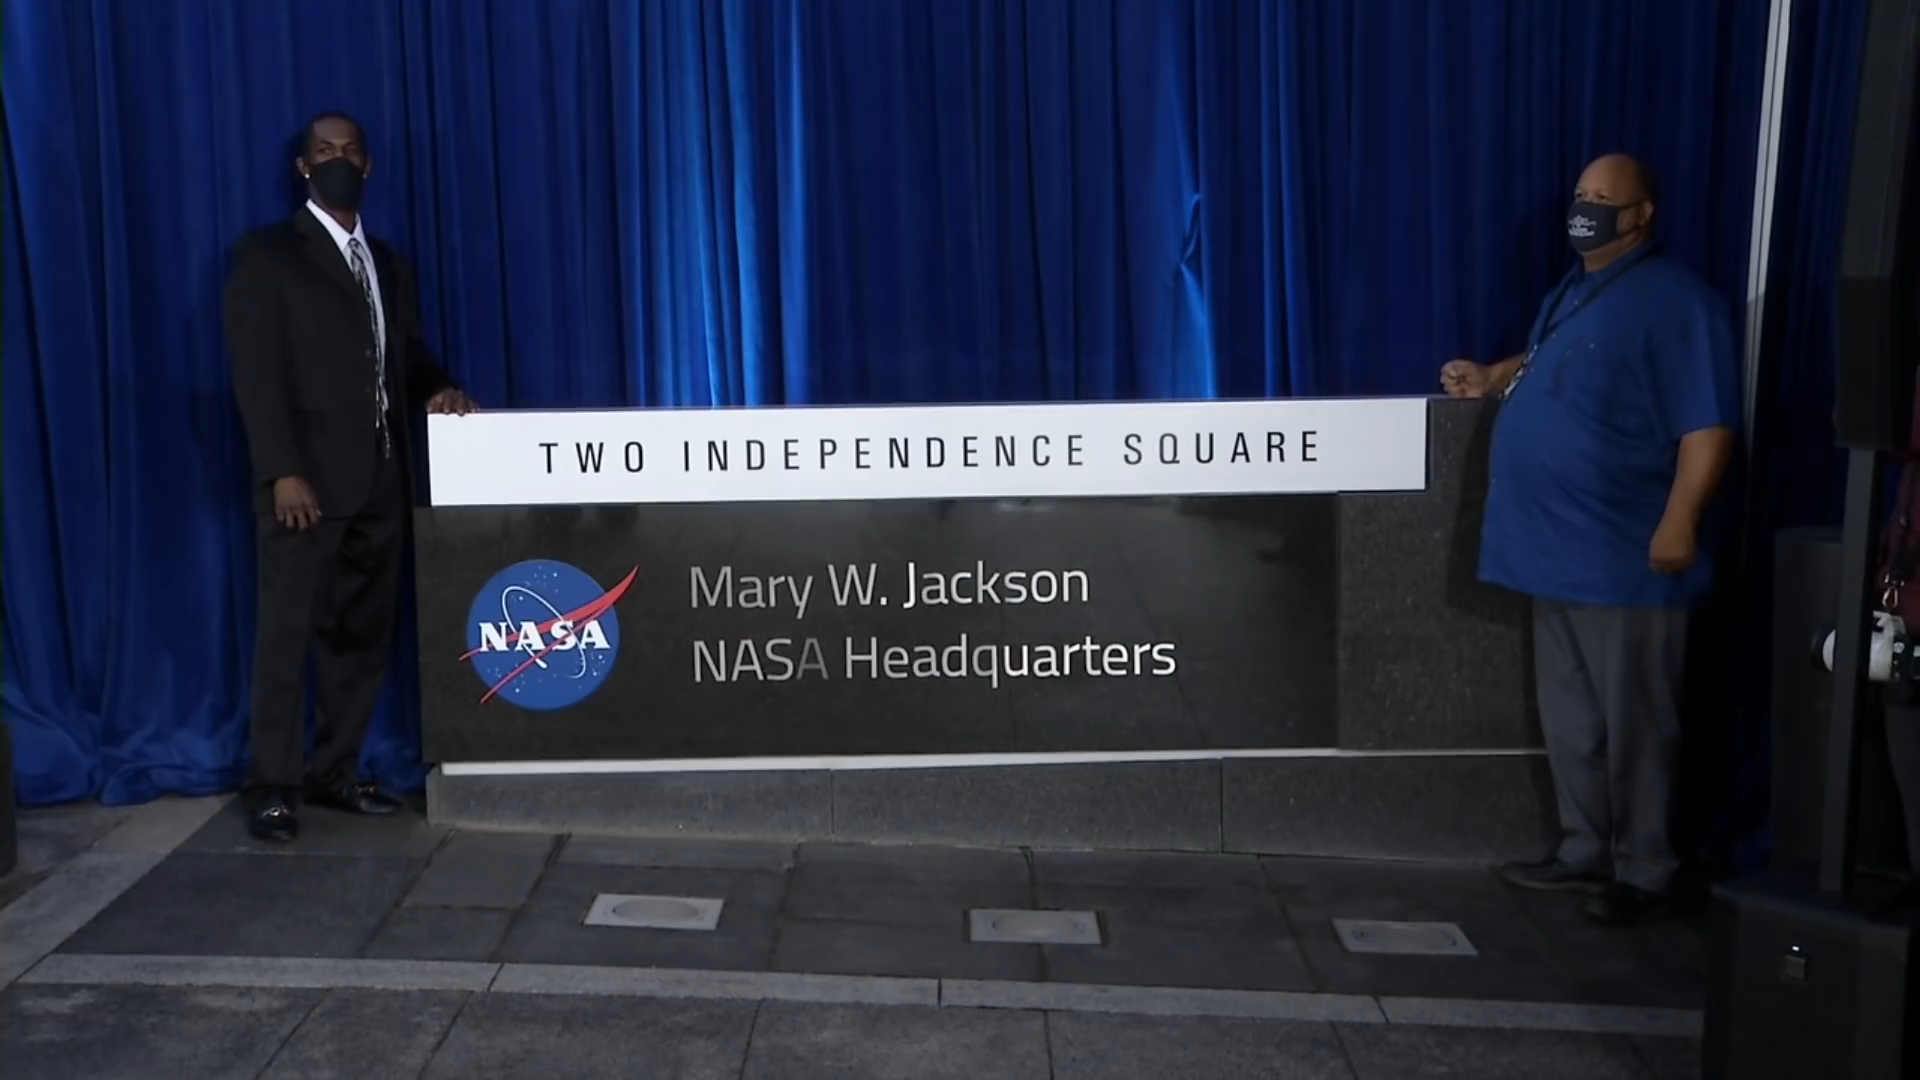 TWO INDEPENDENCE SQUARE
NASA
Mary W. Jackson
NASA Headquarters